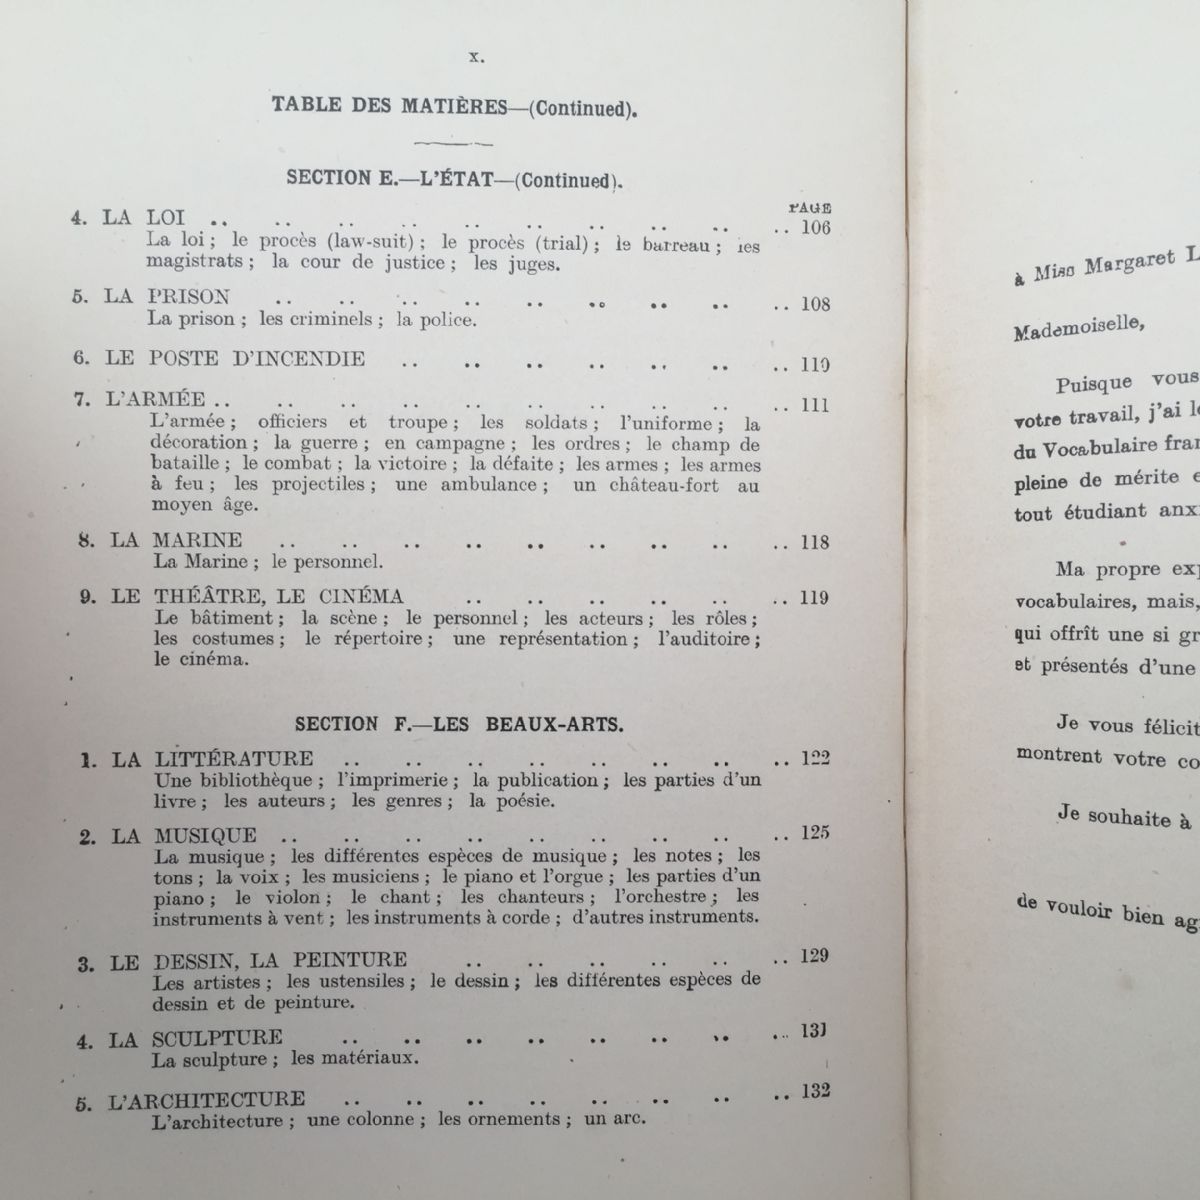 x.
TABLE DES MATIÈRES—(Continued).
SECTION E.—L'ÉTAT—(Continued).
PAGE
4. LA LOI .. .. .. .. .. .. .. .. .. .. 106
La loi ; le procès (law-suit) ; le procès (trial) ; le barreau ; les
magistrats ; la cour de justice ; les juges.
5. LA PRISON .. .. .. .. .. .. .. .. .. 108
La prison ; les criminels ; la police.
6. LE POSTE D'INCENDIE .. .. .. .. .. .. .. 110
7. L'ARMÉE .. .. .. .. .. .. .. .. .. .. 111
L'armée ; officiers et troupe ; les soldats ; l'uniforme ; la
décoration ; la guerre ; en campagne ; les ordres ; le champ de
bataille ; le combat ; la victoire ; la défaite ; les armes ; les armes
à feu ; les projectiles ; une ambulance ; un château-fort au
moyen âge.
8. LA MARINE .. .. .. .. .. .. .. .. .. 118
La Marine ; le personnel.
9. LE THÉÂTRE, LE CINÉMA .. .. .. .. .. .. 119
Le bâtiment ; la scène ; le personnel ; les acteurs ; les rôles ;
les costumes ; le répertoire ; une représentation ; l'auditoire ;
le cinéma.
SECTION F.—LES BEAUX-ARTS.
1. LA LITTÉRATURE .. .. .. .. .. .. .. .. 122
Une bibliothèque ; l'imprimerie ; la publication ; les parties d'un
livre ; les auteurs ; les genres ; la poésie.
2. LA MUSIQUE .. .. .. .. .. .. .. .. .. 125
La musique ; les différentes espèces de musique ; les notes ; les
tons ; la voix ; les musiciens ; le piano et l'orgue ; les parties d'un
piano ; le violon ; le chant ; les chanteurs ; l'orchestre ; les
instruments à vent ; les instruments à corde ; d'autres instruments.
3. LE DESSIN, LA PEINTURE .. .. .. .. .. .. 129
Les artistes ; les ustensiles ; le dessin ; les différentes espèces de
dessin et de peinture.
4. LA SCULPTURE .. .. .. .. .. .. .. .. 131
La sculpture ; les matériaux.
5. L'ARCHITECTURE .. .. .. .. .. .. .. .. 132
L'architecture ; une colonne ; les ornements ; un arc.
à Miss Margaret L
Mademoiselle,
Puisque vous
votre travail, j'ai
du Vocabulaire
pleine de mérite
tout étudiant
Ma propre
vocabulaires, mais,
qui offrît une si
et présentés d'une
Je vous
montrent votre
Je souhaite à
de vouloir bien